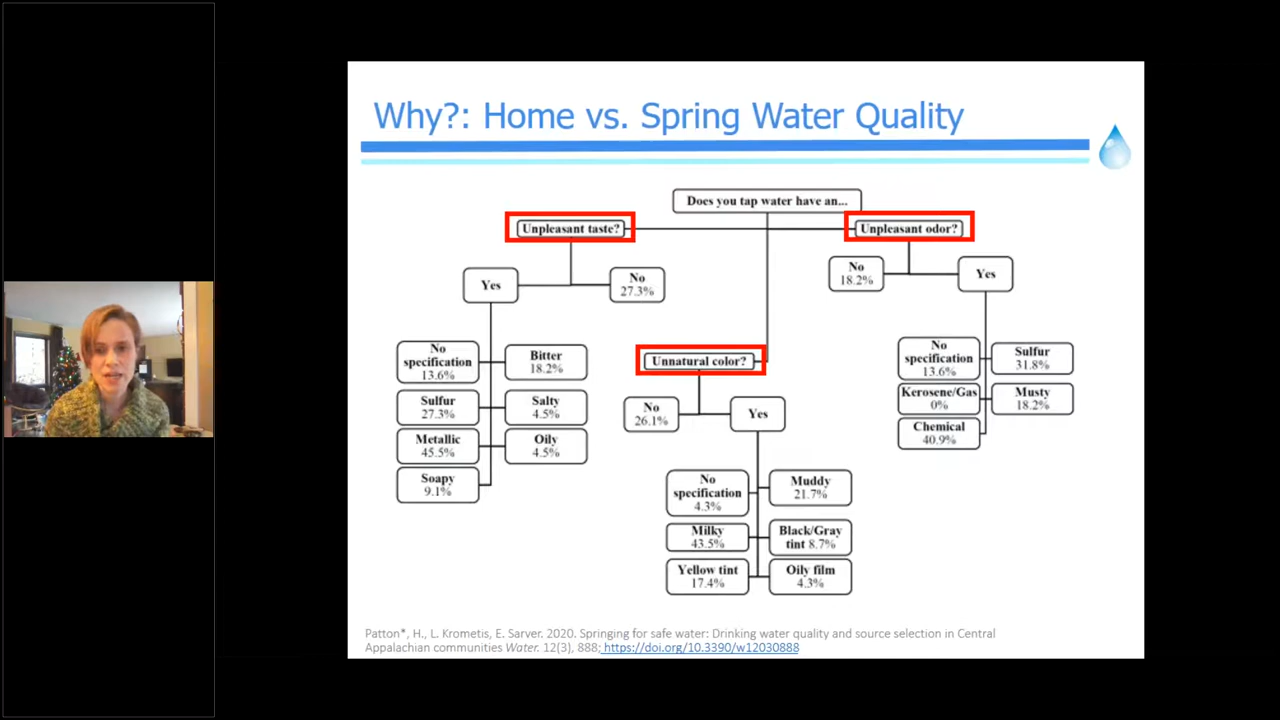 Why?: Home vs. Spring Water Quality
Does you tap water have an...
Unpleasant taste?
Yes
No
27.3%
No
specification
13.6%
Bitter
18.2%
Sulfur
27.3%
Salty
4.5%
Metallic
45.5%
Oily
4.5%
Soapy
9.1%
Unnatural color?
No
26.1%
Yes
No
specification
4.3%
Muddy
21.7%
Milky
43.5%
Black/Gray
tint 8.7%
Yellow tint
17.4%
Oily film
4.3%
Unpleasant odor?
No
18.2%
Yes
No
specification
13.6%
Sulfur
31.8%
Kerosene/Gas
0%
Musty
18.2%
Chemical
40.9%
Patton*, H., L. Krometis, E. Sarver. 2020. Springing for safe water: Drinking water quality and source selection in Central
Appalachian communities Water. 12(3), 888; https://doi.org/10.3390/w12030888